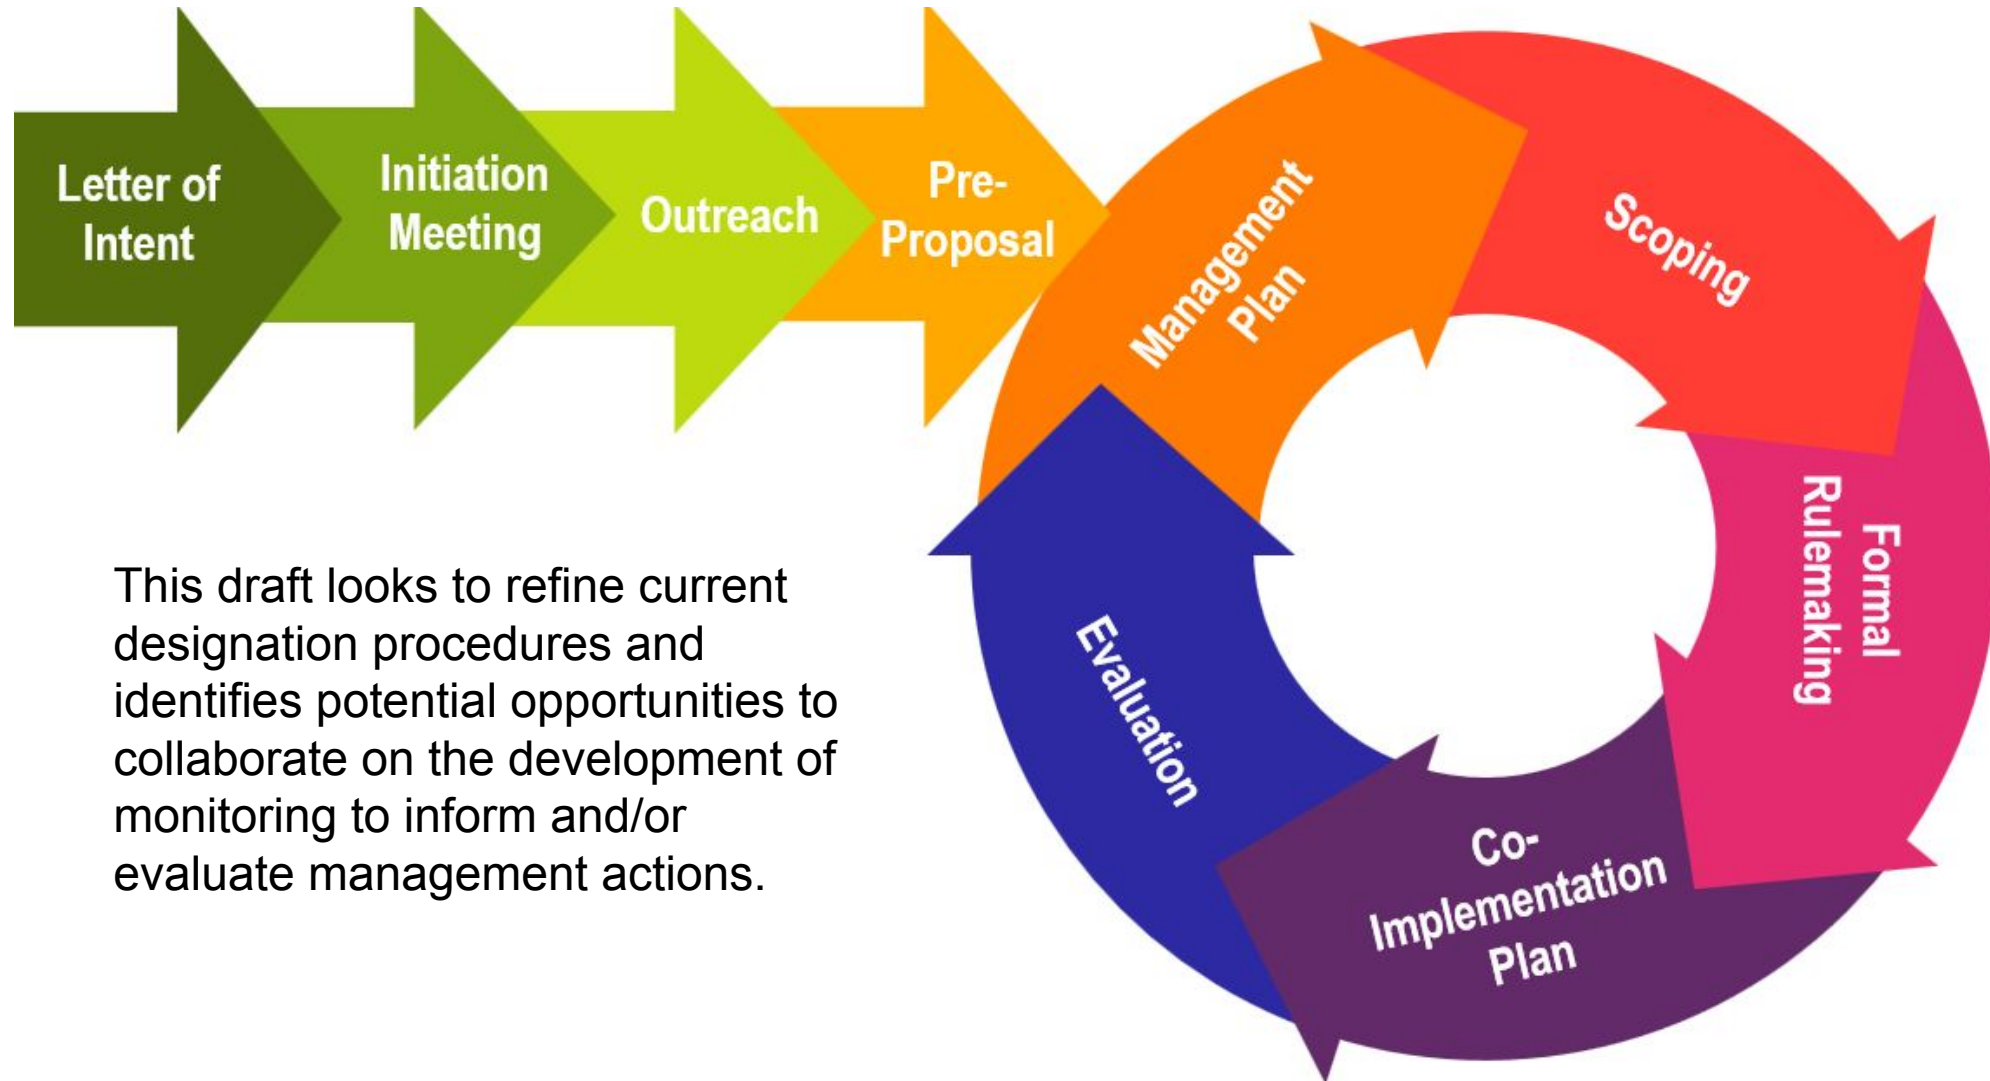 Letter of
Intent
Initiation
Meeting
Outreach
Pre-
Proposal
Management
Plan
Scoping
Formal
Rulemaking
Co-
Implementation
Plan
Evaluation
This draft looks to refine current
designation procedures and
identifies potential opportunities to
collaborate on the development of
monitoring to inform and/or
evaluate management actions.